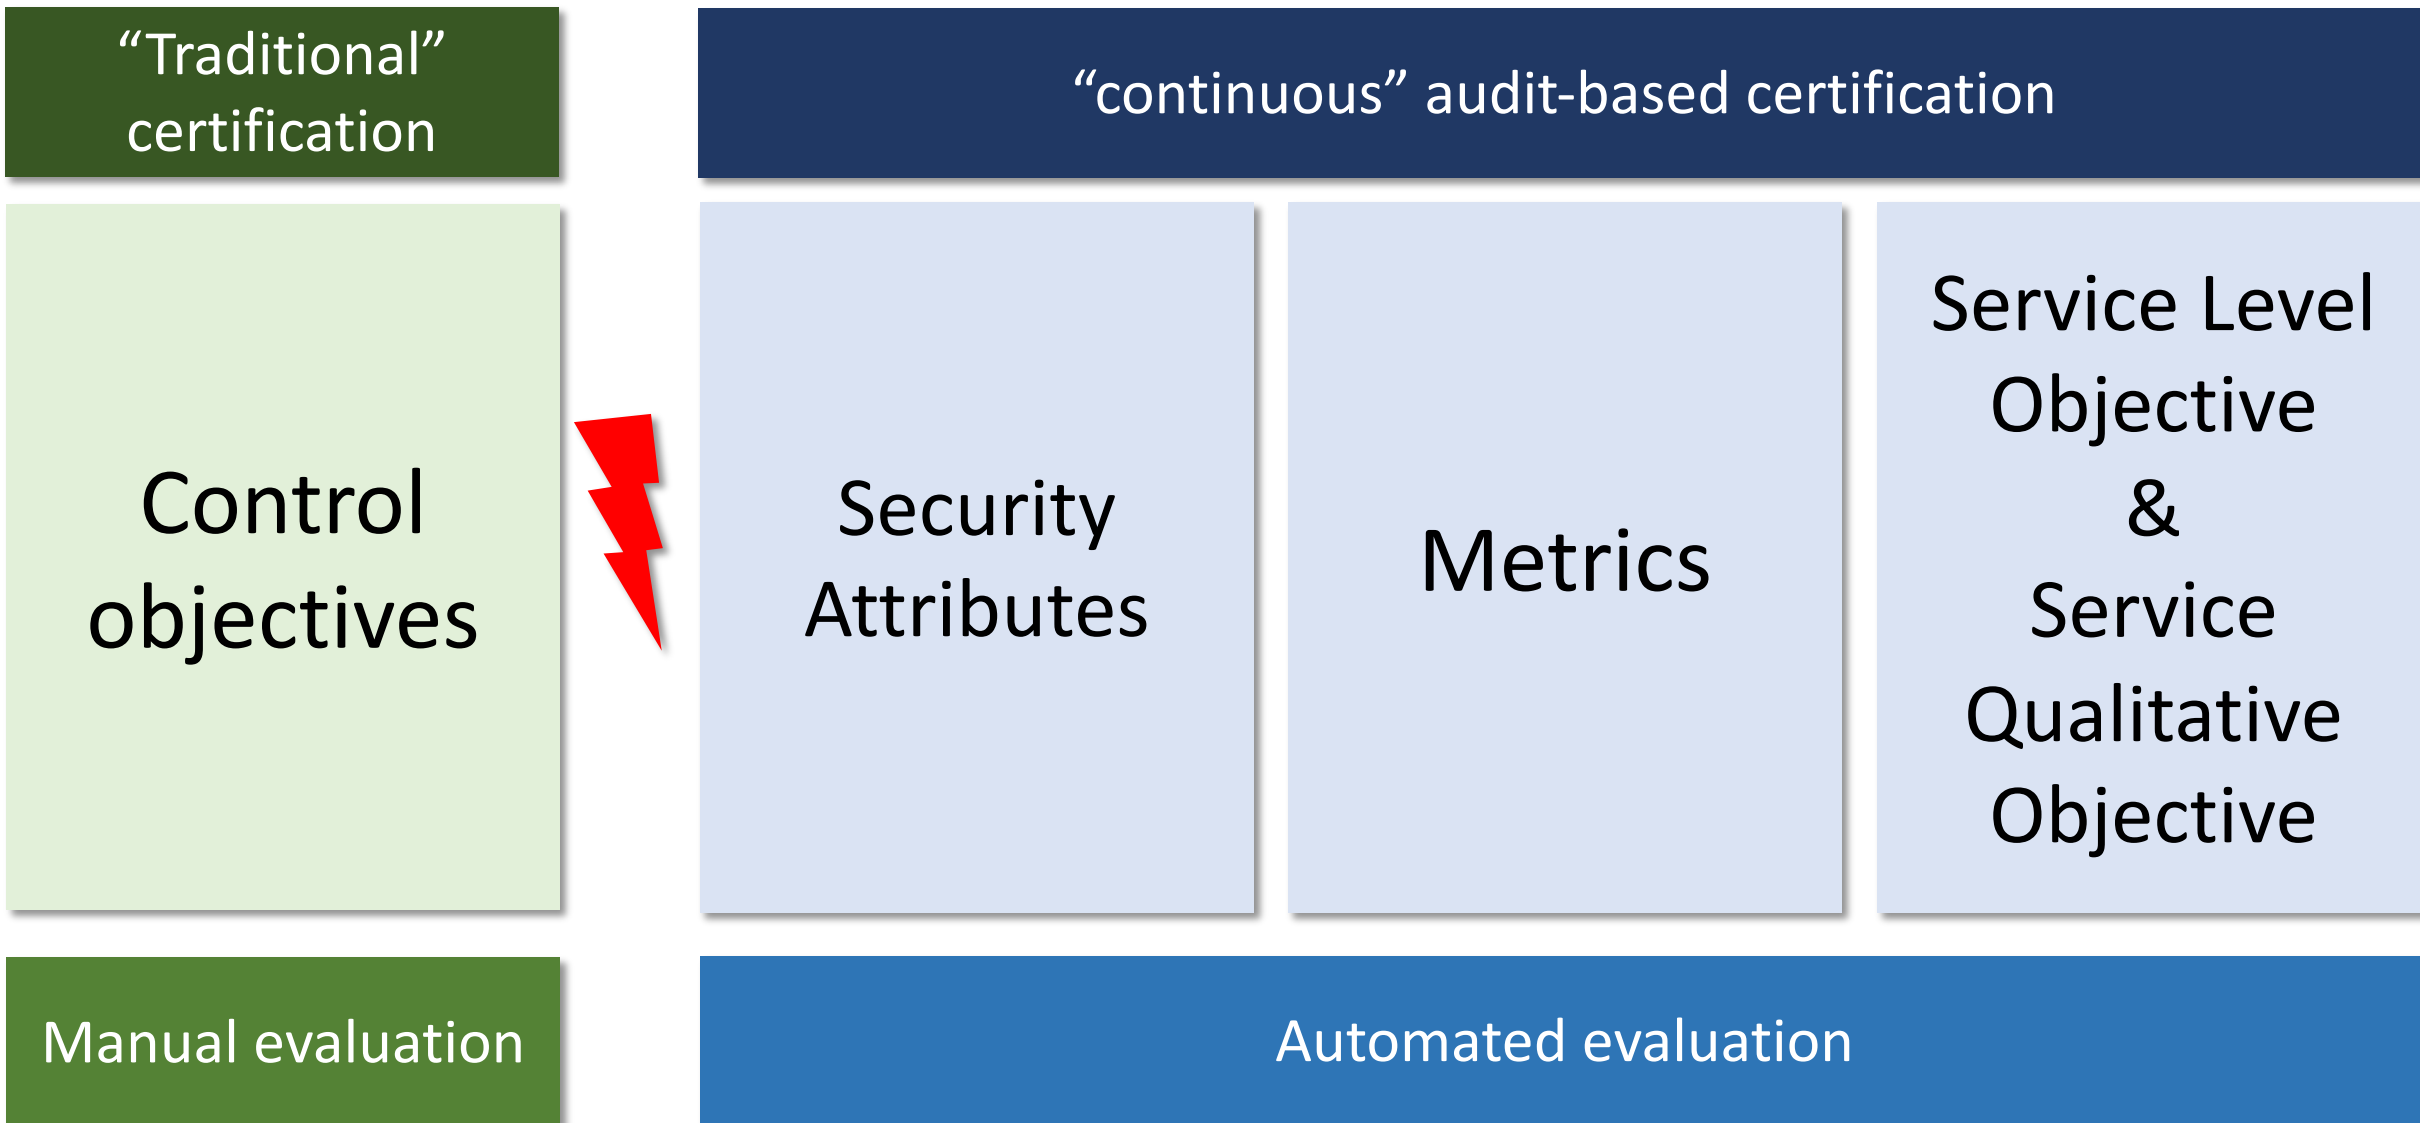 “Traditional”
certification
“continuous” audit-based certification
Control
objectives
Security
Attributes
Metrics
Service Level
Objective
&
Service
Qualitative
Objective
Manual evaluation
Automated evaluation